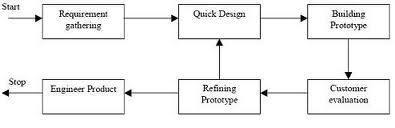 Start
Requirement
gathering
Quick Design
Building
Prototype
Stop
Engineer Product
Refining
Prototype
Customer
evaluation